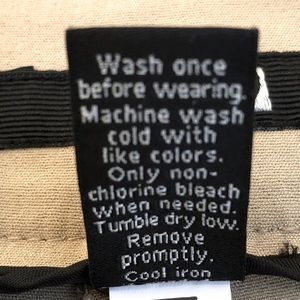 Wash once
before wearing.
Machine wash
cold with
like colors.
Only non-
chlorine bleach
when needed.
Tumble dry low.
Remove
promptly.
Cool iron